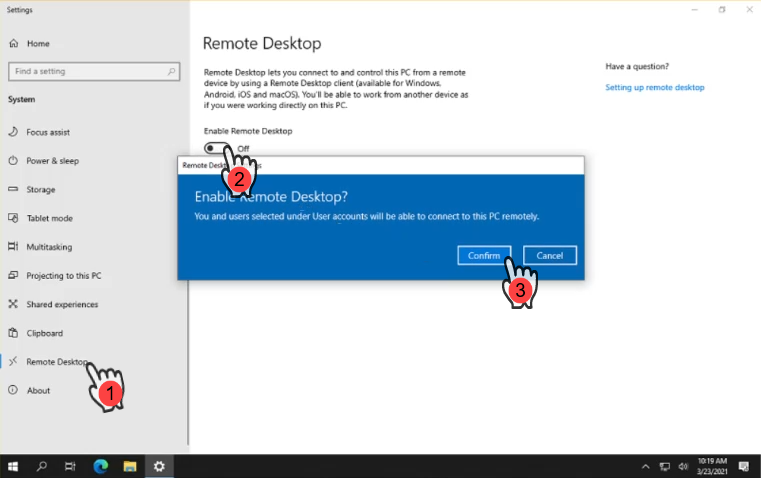 Settings
Home
Find a setting
System
Focus assist
Power & sleep
Storage
Tablet mode
Multitasking
Projecting to this PC
Shared experiences
Clipboard
Remote Desktop
1
About
Remote Desktop
Remote Desktop lets you connect to and control this PC from a remote
device by using a Remote Desktop client (available for Windows,
Android, iOS and macOS). You'll be able to work from another device as
if you were working directly on this PC.
Enable Remote Desktop
Off
2
Have a question?
Setting up remote desktop
Remote
Enable Remote Desktop?
You and users selected under User accounts will be able to connect to this PC remotely.
Confirm
Cancel
3
10:19 AM
3/23/2021